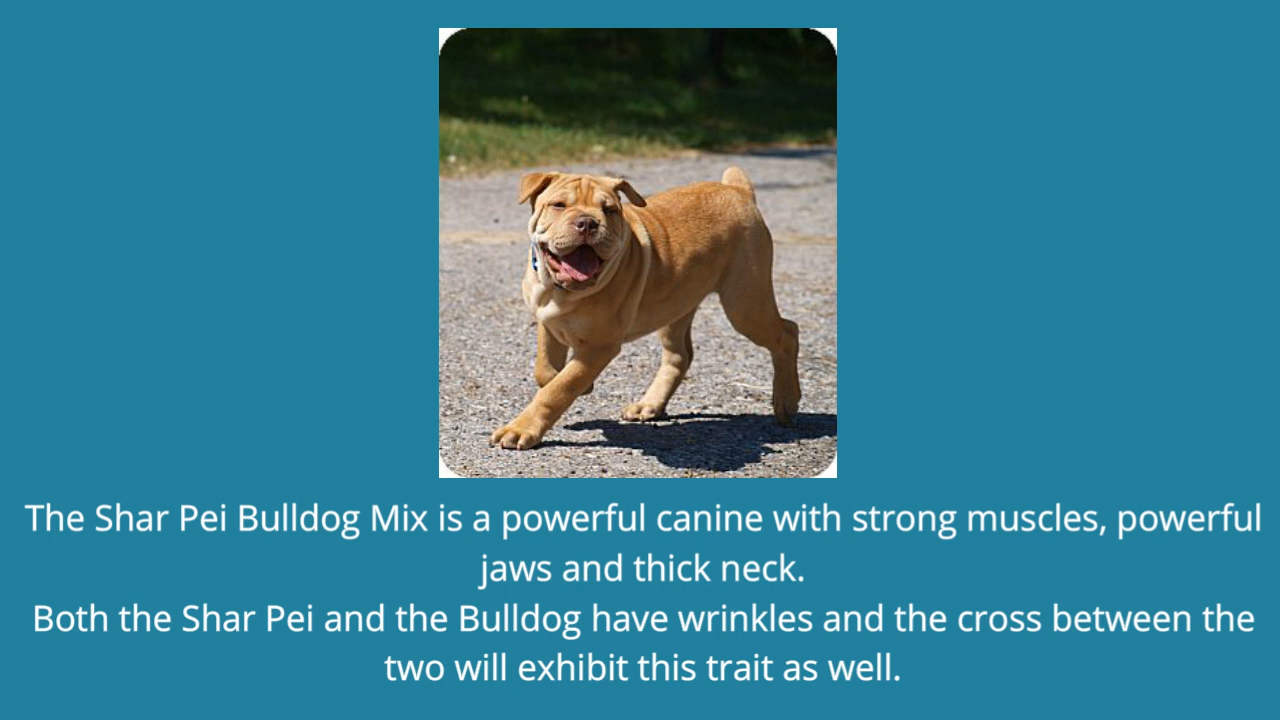 The Shar Pei Bulldog Mix is a powerful canine with strong muscles, powerful
jaws and thick neck.
Both the Shar Pei and the Bulldog have wrinkles and the cross between the
two will exhibit this trait as well.